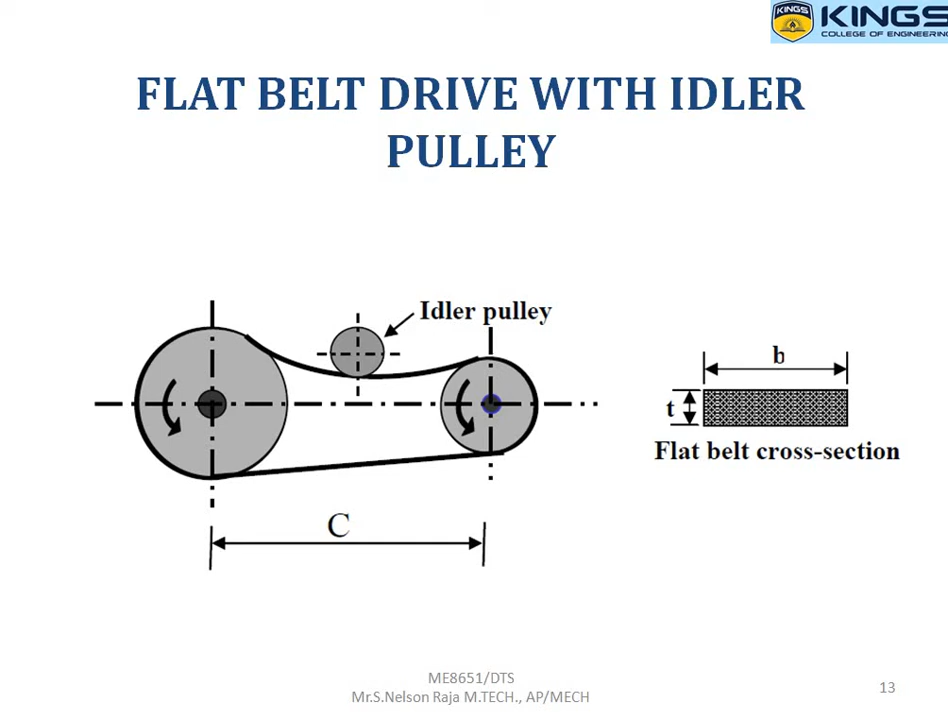 KINGS
KINGS
COLLEGE OF ENGINEERING
FLAT BELT DRIVE WITH IDLER
PULLEY
Idler pulley
b
t
Flat belt cross-section
C
ME8651/DTS
Mr.S.Nelson Raja M.TECH., AP/MECH
13